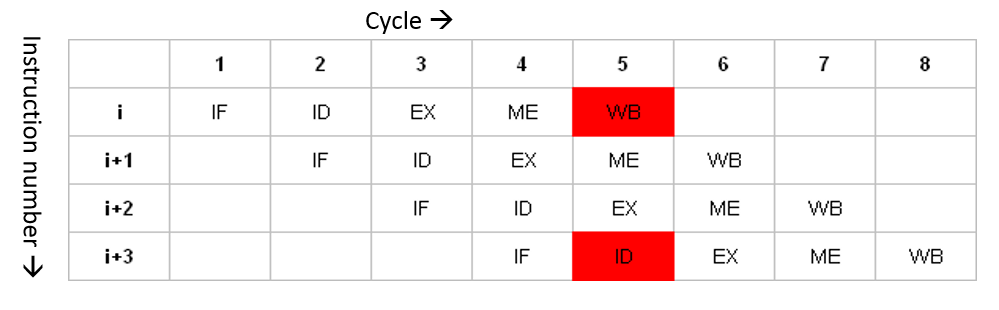 Cycle →
Instruction number →
1 2 3 4 5 6 7 8
i IF ID EX ME WB
i+1 IF ID EX ME WB
i+2 IF ID EX ME WB
i+3 IF ID EX ME WB